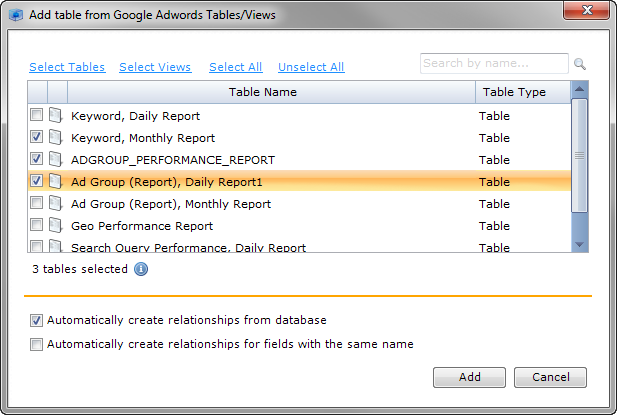 Add table from Google Adwords Tables/Views
Select Tables Select Views Select All Unselect All Search by name...
Table Name Table Type
Keyword, Daily Report Table
Keyword, Monthly Report Table
ADGROUP_PERFORMANCE_REPORT Table
Ad Group (Report), Daily Report1 Table
Ad Group (Report), Monthly Report Table
Geo Performance Report Table
Search Query Performance, Daily Report Table
3 tables selected
Automatically create relationships from database
Automatically create relationships for fields with the same name
Add Cancel